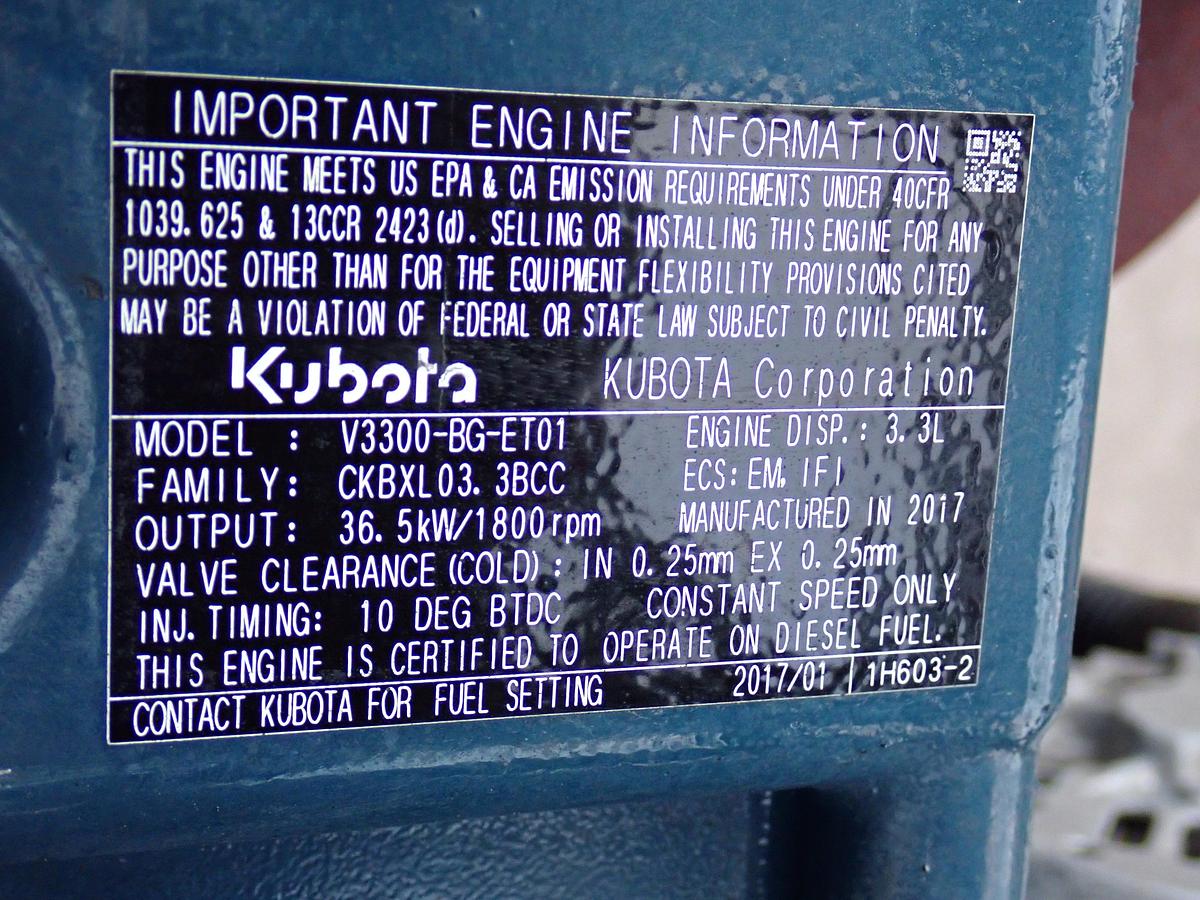 IMPORTANT ENGINE INFORMATION
THIS ENGINE MEETS US EPA & CA EMISSION REQUIREMENTS UNDER 40CFR
1039.625 & 13CCR 2423(d). SELLING OR INSTALLING THIS ENGINE FOR ANY
PURPOSE OTHER THAN FOR THE EQUIPMENT FLEXIBILITY PROVISIONS CITED
MAY BE A VIOLATION OF FEDERAL OR STATE LAW SUBJECT TO CIVIL PENALTY.
Kubota KUBOTA Corporation
MODEL : V3300-BG-ET01 ENGINE DISP.: 3.3L
FAMILY: CKBXL03.3BCC ECS: EM, IFI
OUTPUT: 36.5kW/1800rpm MANUFACTURED IN 2017
VALVE CLEARANCE (COLD) : IN 0.25mm EX 0.25mm
INJ. TIMING: 10 DEG BTDC CONSTANT SPEED ONLY
THIS ENGINE IS CERTIFIED TO OPERATE ON DIESEL FUEL.
CONTACT KUBOTA FOR FUEL SETTING 2017/01 | 1H603-2